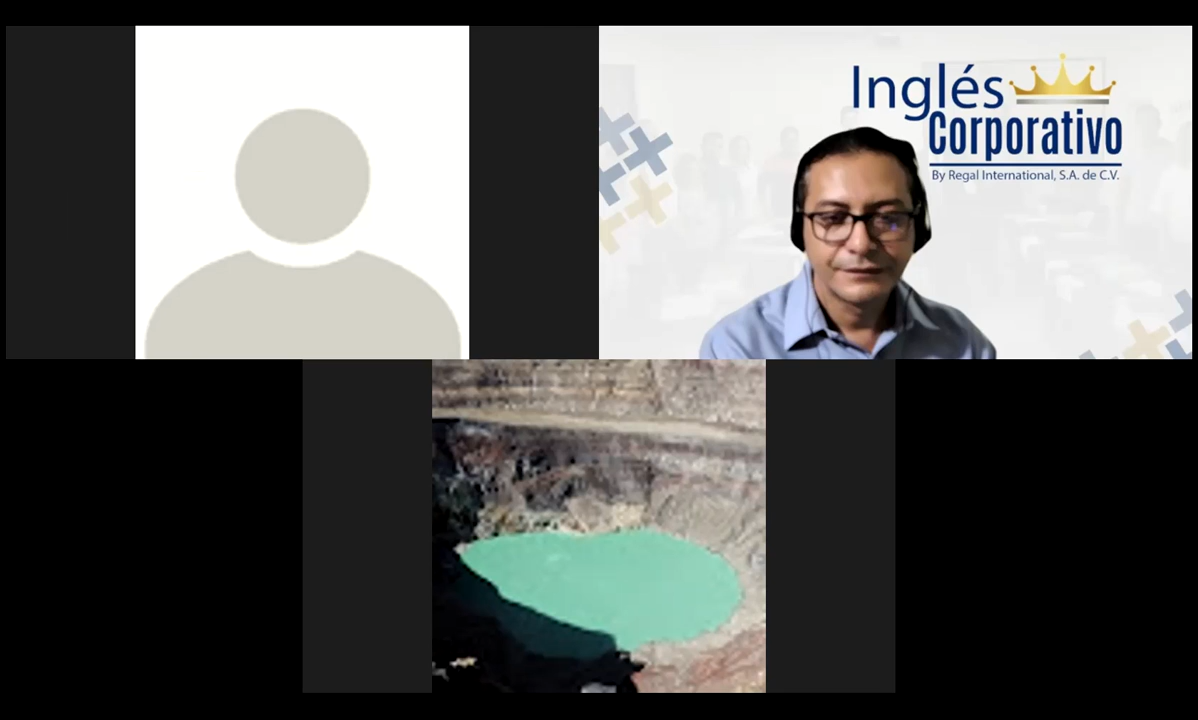 Inglés
Corporativo
By Regal International, S.A. de C.V.